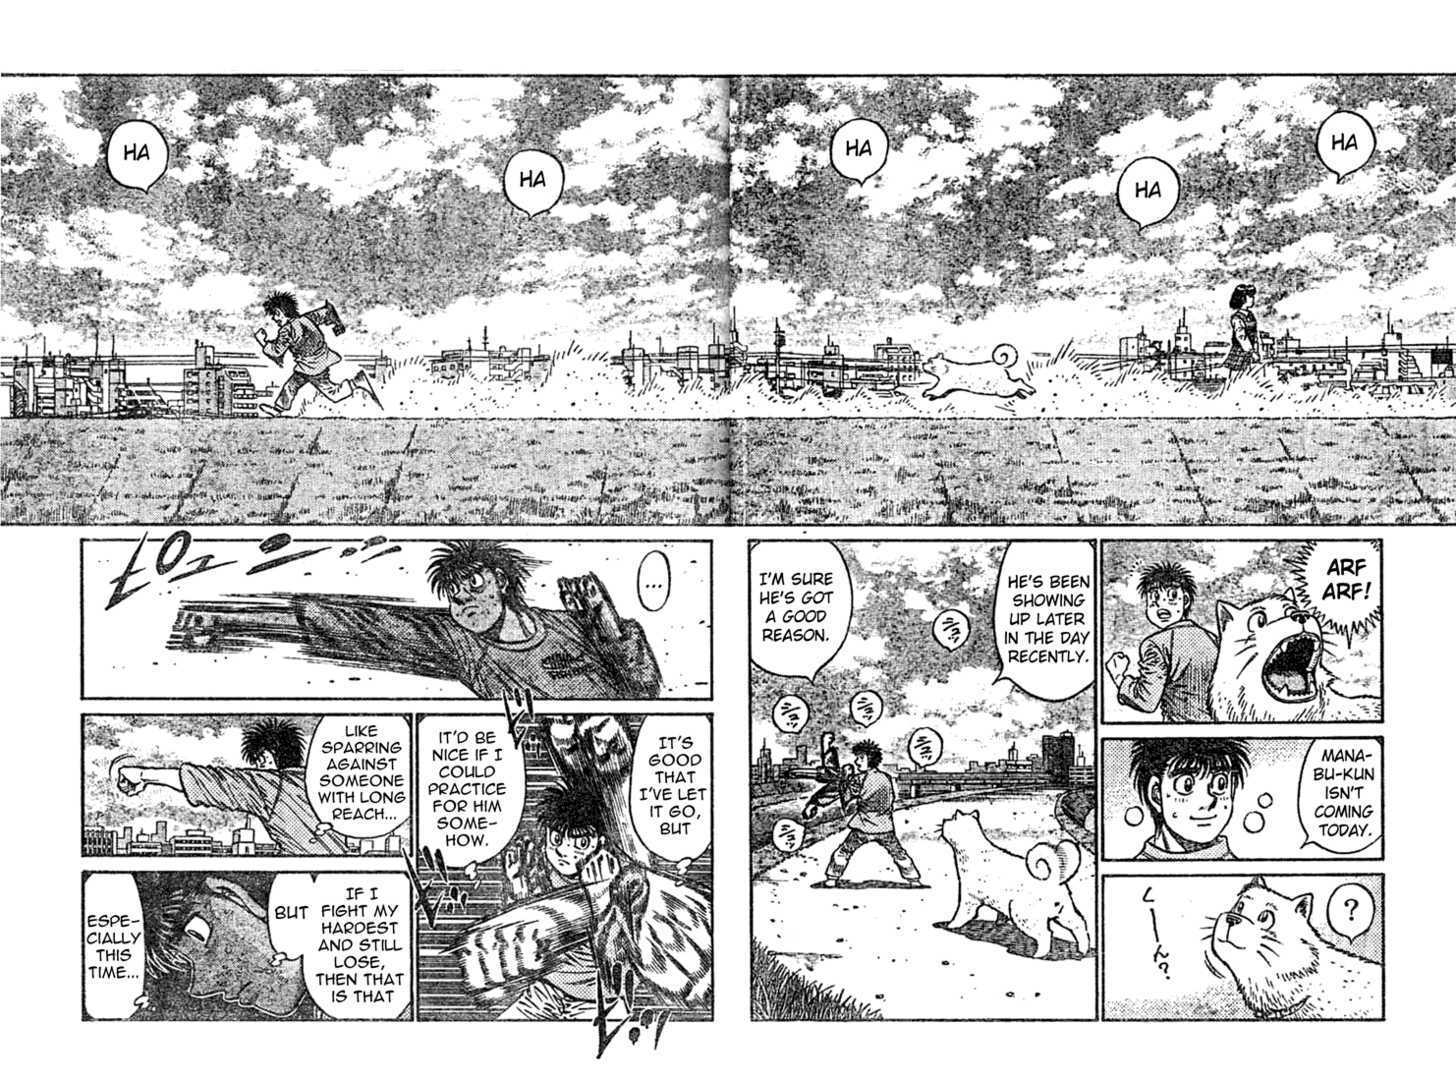 HA
HA
HA
HA
HA
ARF
ARF!
MANA-
BU-KUN
ISN'T
COMING
TODAY.
?
くーん?
HE'S BEEN
SHOWING
UP LATER
IN THE DAY
RECENTLY.
I'M SURE
HE'S GOT
A GOOD
REASON.
...
IT'S
GOOD
THAT
I'VE LET
IT GO,
BUT
IT'D BE
NICE IF I
COULD
PRACTICE
FOR HIM
SOME-
HOW.
LIKE
SPARRING
AGAINST
SOMEONE
WITH LONG
REACH...
IF I
FIGHT MY
HARDEST
AND STILL
LOSE,
THEN THAT
IS THAT
BUT
ESPE-
CIALLY
THIS
TIME...